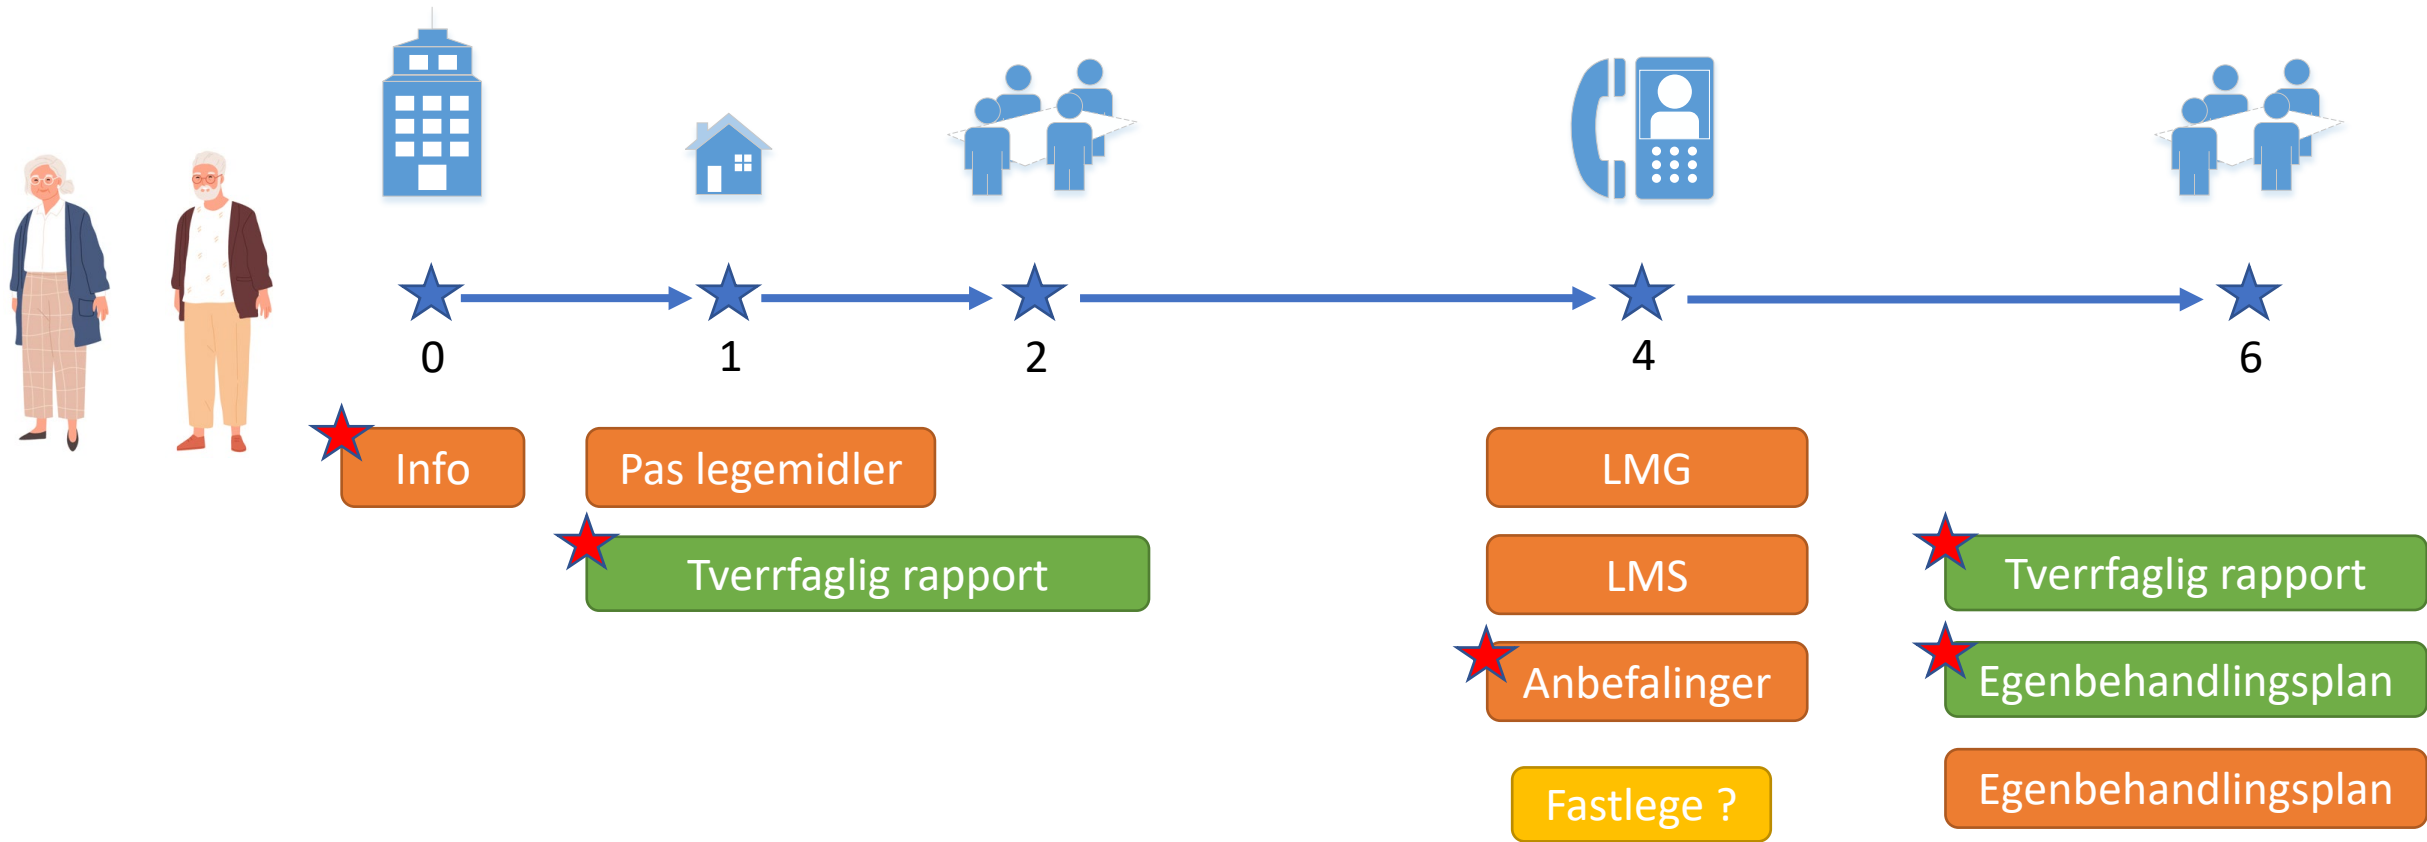 0
1
2
4
6
Info
Pas legemidler
LMG
Tverrfaglig rapport
LMS
Tverrfaglig rapport
Anbefalinger
Egenbehandlingsplan
Fastlege ?
Egenbehandlingsplan